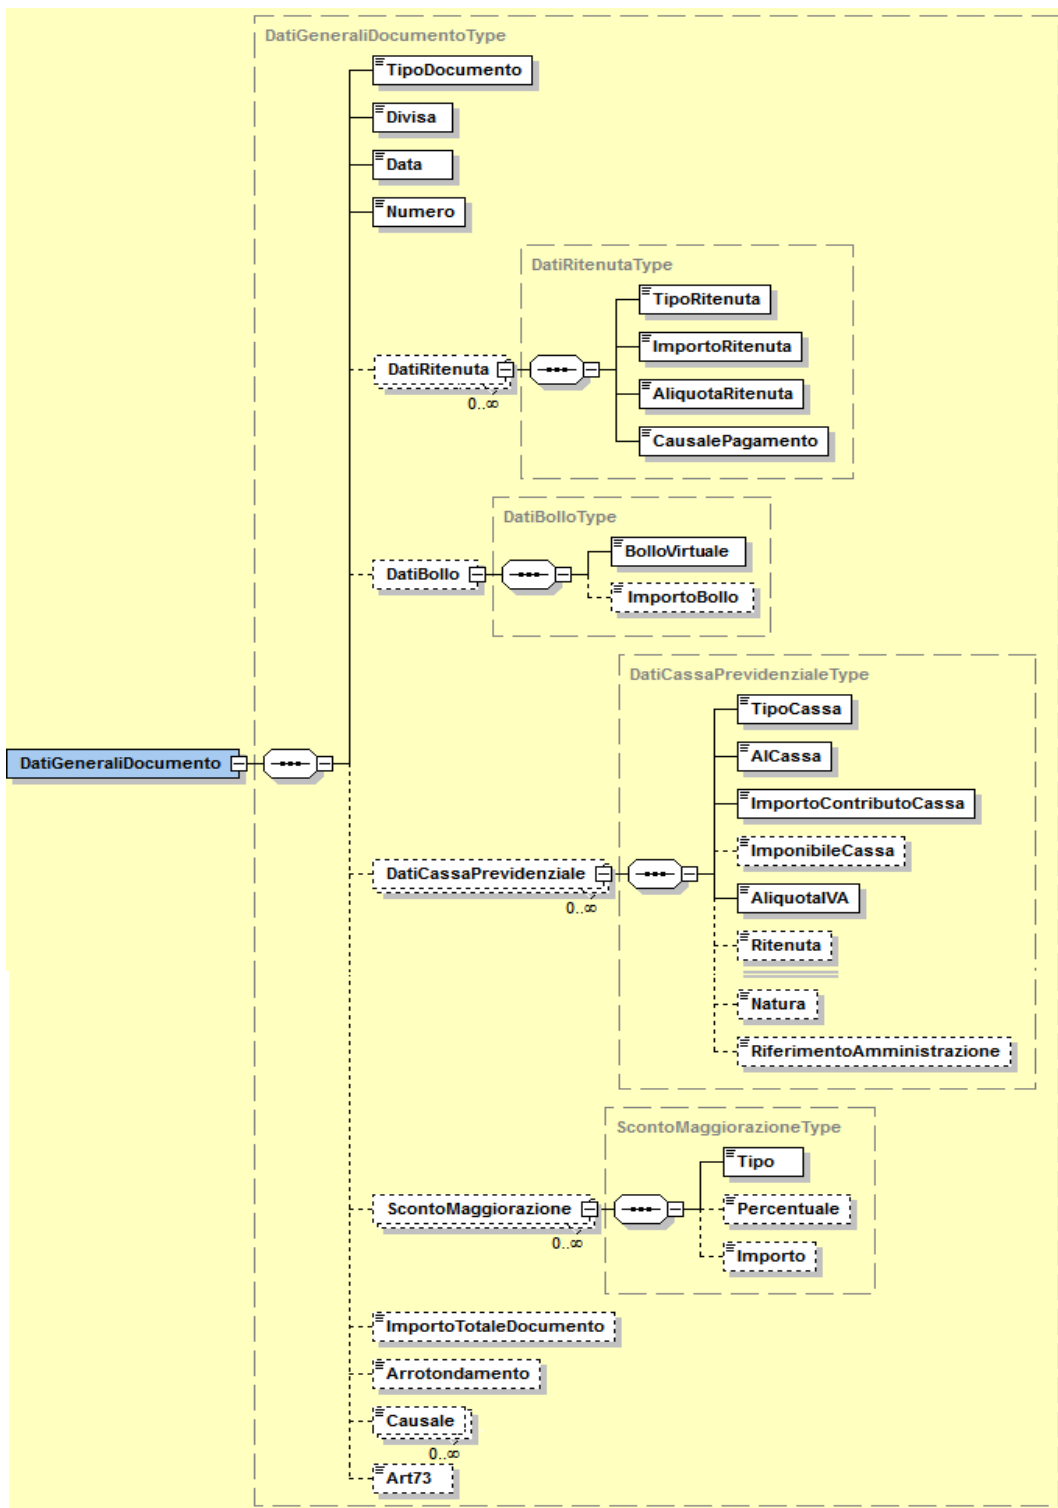 DatiGeneraliDocumentoType
TipoDocumento
Divisa
Data
Numero
DatiRitenutaType
TipoRitenuta
ImportoRitenuta
DatiRitenuta
0..∞
AliquotaRitenuta
CausalePagamento
DatiBolloType
BolloVirtuale
DatiBollo
ImportoBollo
DatiCassaPrevidenzialeType
TipoCassa
AlCassa
DatiGeneraliDocumento
ImportoContributoCassa
ImponibileCassa
DatiCassaPrevidenziale
0..∞
AliquotaIVA
Ritenuta
Natura
RiferimentoAmministrazione
ScontoMaggiorazioneType
Tipo
ScontoMaggiorazione
0..∞
Percentuale
Importo
ImportoTotaleDocumento
Arrotondamento
Causale
0..∞
Art73